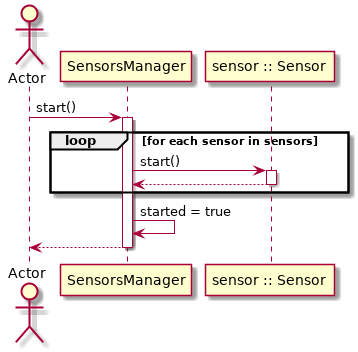 SensorsManager
sensor :: Sensor
Actor
start()
loop
[for each sensor in sensors]
start()
started = true
Actor
SensorsManager
sensor :: Sensor